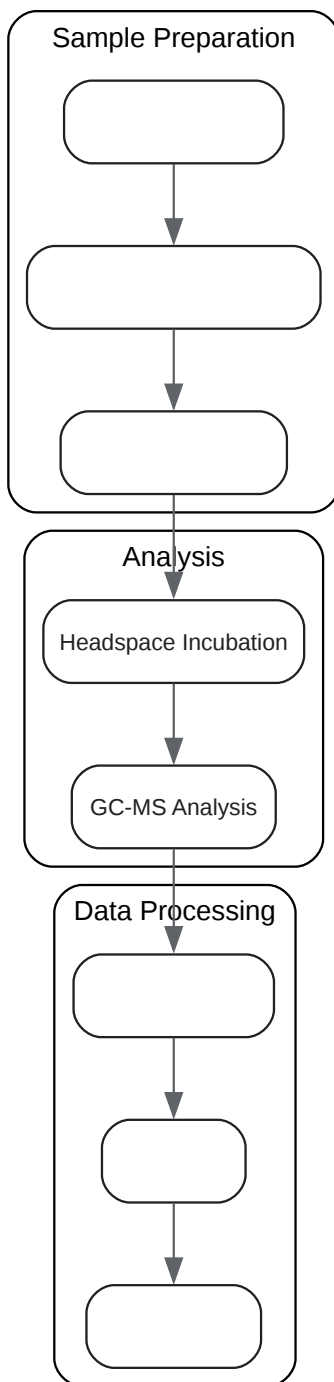 Sample Preparation
Analysis
Headspace Incubation
GC-MS Analysis
Data Processing